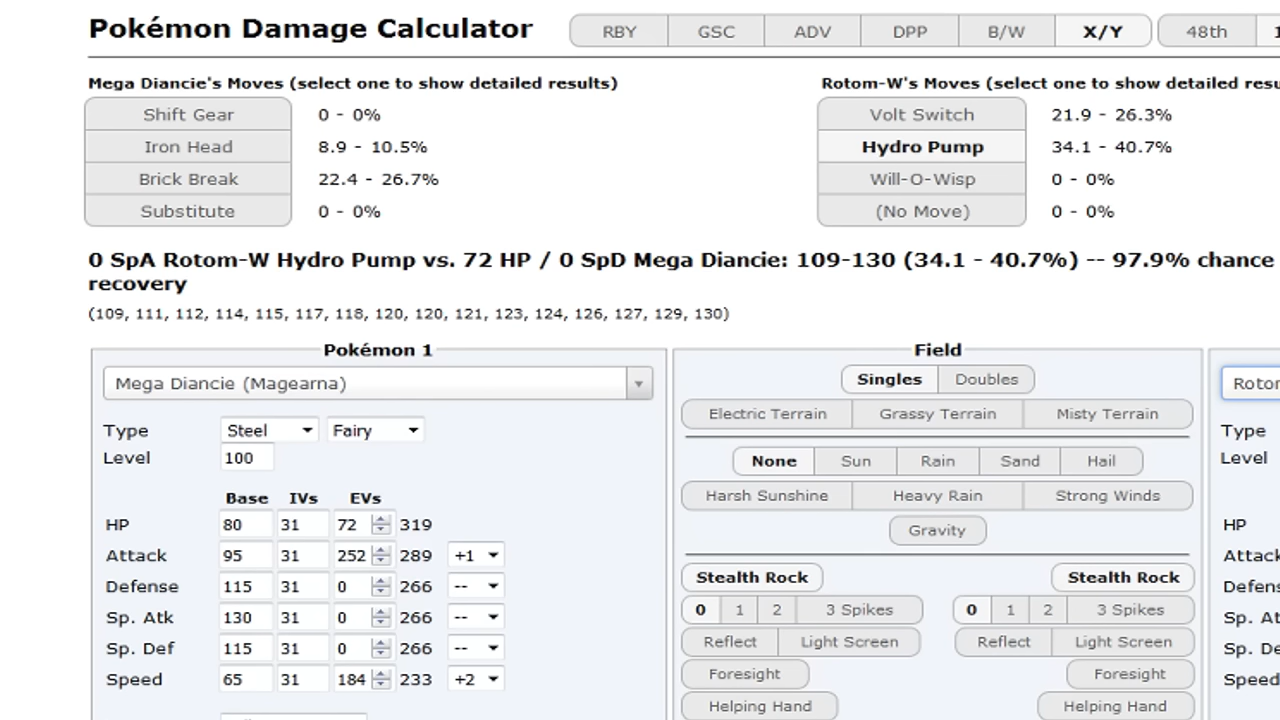 Pokémon Damage Calculator RBY GSC ADV DPP B/W X/Y 48th
Mega Diancie's Moves (select one to show detailed results) Rotom-W's Moves (select one to show detailed resu
Shift Gear 0 - 0% Volt Switch 21.9 - 26.3%
Iron Head 8.9 - 10.5% Hydro Pump 34.1 - 40.7%
Brick Break 22.4 - 26.7% Will-O-Wisp 0 - 0%
Substitute 0 - 0% (No Move) 0 - 0%
0 SpA Rotom-W Hydro Pump vs. 72 HP / 0 SpD Mega Diancie: 109-130 (34.1 - 40.7%) -- 97.9% chance
recovery
(109, 111, 112, 114, 115, 117, 118, 120, 120, 121, 123, 124, 126, 127, 129, 130)
Pokémon 1
Mega Diancie (Magearna)
Type Steel Fairy
Level 100
Base IVs EVs
HP 80 31 72 319
Attack 95 31 252 289 +1
Defense 115 31 0 266 --
Sp. Atk 130 31 0 266 --
Sp. Def 115 31 0 266 --
Speed 65 31 184 233 +2
Field
Singles Doubles
Electric Terrain Grassy Terrain Misty Terrain
None Sun Rain Sand Hail
Harsh Sunshine Heavy Rain Strong Winds
Gravity
Stealth Rock Stealth Rock
0 1 2 3 Spikes 0 1 2 3 Spikes
Reflect Light Screen Reflect Light Screen
Foresight Foresight
Helping Hand Helping Hand
Roto
Type
Level
HP
Attack
Defens
Sp. At
Sp. De
Speed